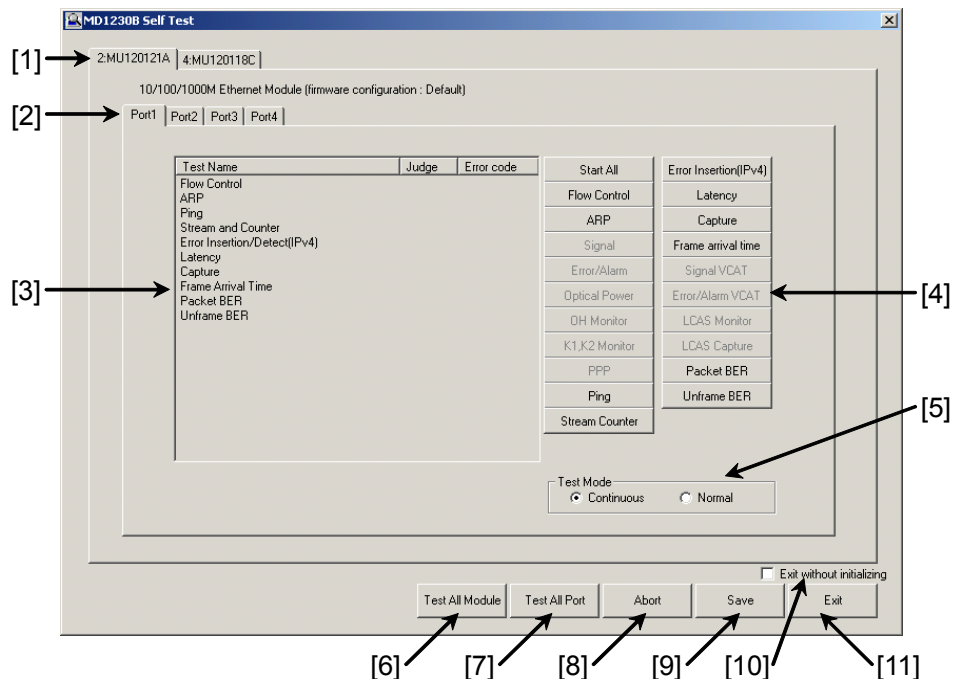 MD1230B Self Test
[1]
2:MU120121A 4:MU120118C
10/100/1000M Ethernet Module (firmware configuration : Default)
[2]
Port1 Port2 Port3 Port4
Test Name Judge Error code
Flow Control
ARP
Ping
Stream and Counter
Error Insertion/Detect(IPv4)
Latency
Capture
Frame Arrival Time
Packet BER
Unframe BER
[3]
Start All Error Insertion(IPv4)
Flow Control Latency
ARP Capture
Signal Frame arrival time
Error/Alarm Signal VCAT
Optical Power Error/Alarm VCAT
OH Monitor LCAS Monitor
K1,K2 Monitor LCAS Capture
PPP Packet BER
Ping Unframe BER
Stream Counter
[4]
[5]
Test Mode
Continuous Normal
Exit without initializing
Test All Module Test All Port Abort Save Exit
[6] [7] [8] [9] [10] [11]